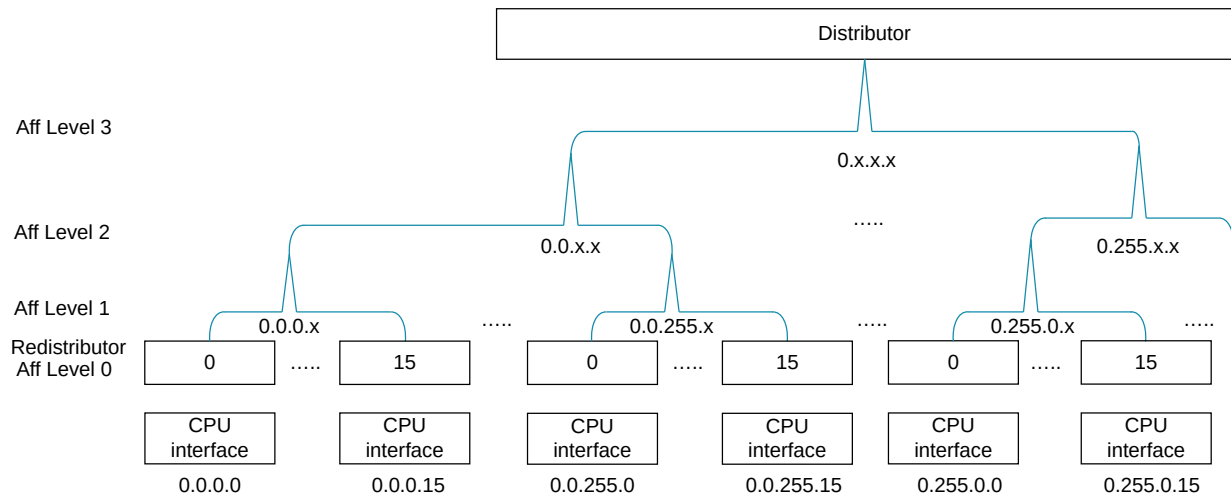 Distributor
Aff Level 3
0.x.x.x
Aff Level 2
.....
0.0.x.x
0.255.x.x
Aff Level 1
0.0.0.x
.....
0.0.255.x
.....
0.255.0.x
.....
Redistributor
Aff Level 0
0
.....
15
0
.....
15
0
.....
15
CPU
interface
CPU
interface
CPU
interface
CPU
interface
CPU
interface
CPU
interface
0.0.0.0
0.0.0.15
0.0.255.0
0.0.255.15
0.255.0.0
0.255.0.15